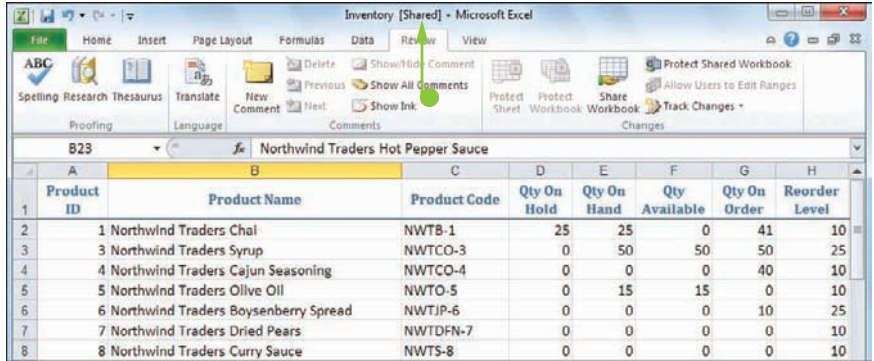 Inventory [Shared] - Microsoft Excel
File Home Insert Page Layout Formulas Data Review View
ABC
Spelling Research Thesaurus
Proofing
Translate
Language
New Comment
Delete
Previous
Next
Show/Hide Comment
Show All Comments
Show Ink
Comments
Protect Sheet
Protect Workbook
Share Workbook
Protect Shared Workbook
Allow Users to Edit Ranges
Track Changes
Changes
B23 fx Northwind Traders Hot Pepper Sauce
A B C D E F G H
1 Product ID Product Name Product Code Qty On Hold Qty On Hand Qty Available Qty On Order Reorder Level
2 1 Northwind Traders Chai NWTB-1 25 25 0 41 10
3 3 Northwind Traders Syrup NWTCO-3 0 50 50 50 25
4 4 Northwind Traders Cajun Seasoning NWTCO-4 0 0 0 40 10
5 5 Northwind Traders Olive Oil NWTO-5 0 15 15 0 10
6 6 Northwind Traders Boysenberry Spread NWTJP-6 0 0 0 10 25
7 7 Northwind Traders Dried Pears NWTDFN-7 0 0 0 0 10
8 8 Northwind Traders Curry Sauce NWTS-8 0 0 0 0 10